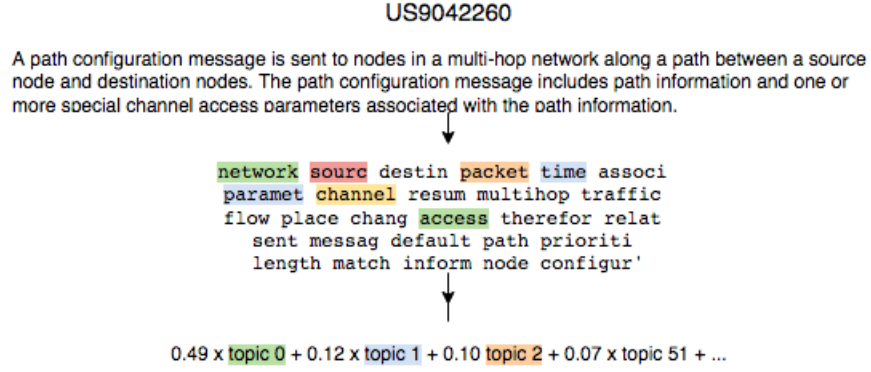 US9042260
A path configuration message is sent to nodes in a multi-hop network along a path between a source
node and destination nodes. The path configuration message includes path information and one or
more special channel access parameters associated with the path information.
network sourc destin packet time associ
paramet channel resum multihop traffic
flow place chang access therefor relat
sent messag default path prioriti
length match inform node configur'
0.49 x topic 0 + 0.12 x topic 1 + 0.10 topic 2 + 0.07 x topic 51 + ...